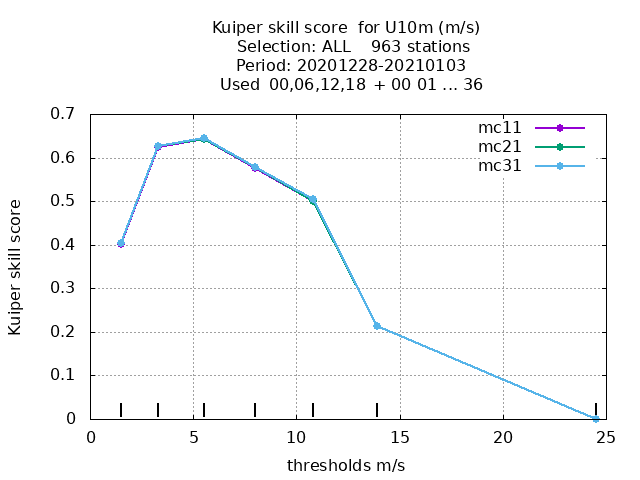 Kuiper skill score  for U10m (m/s)
Selection: ALL    963 stations
Period: 20201228-20210103
Used  00,06,12,18  + 00 01 ... 36
mc11
mc21
mc31
0.7
0.6
0.5
0.4
0.3
0.2
0.1
0
Kuiper skill score
0 5 10 15 20 25
thresholds m/s